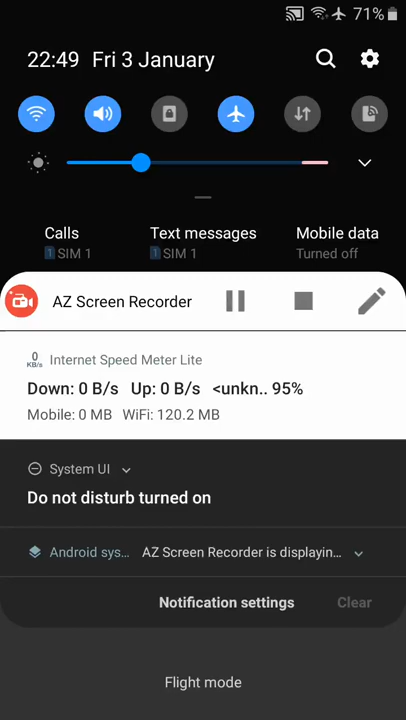 71%
22:49 Fri 3 January
Calls
1 SIM 1
Text messages
1 SIM 1
Mobile data
Turned off
AZ Screen Recorder
0 KB/s
Internet Speed Meter Lite
Down: 0 B/s Up: 0 B/s <unkn.. 95%
Mobile: 0 MB WiFi: 120.2 MB
System UI
Do not disturb turned on
Android sys... AZ Screen Recorder is displayin...
Notification settings Clear
Flight mode